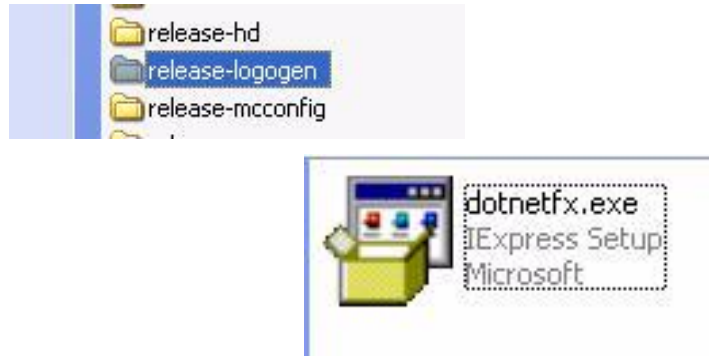 release-hd
release-logogen
release-mcconfig
dotnetfx.exe
IExpress Setup
Microsoft